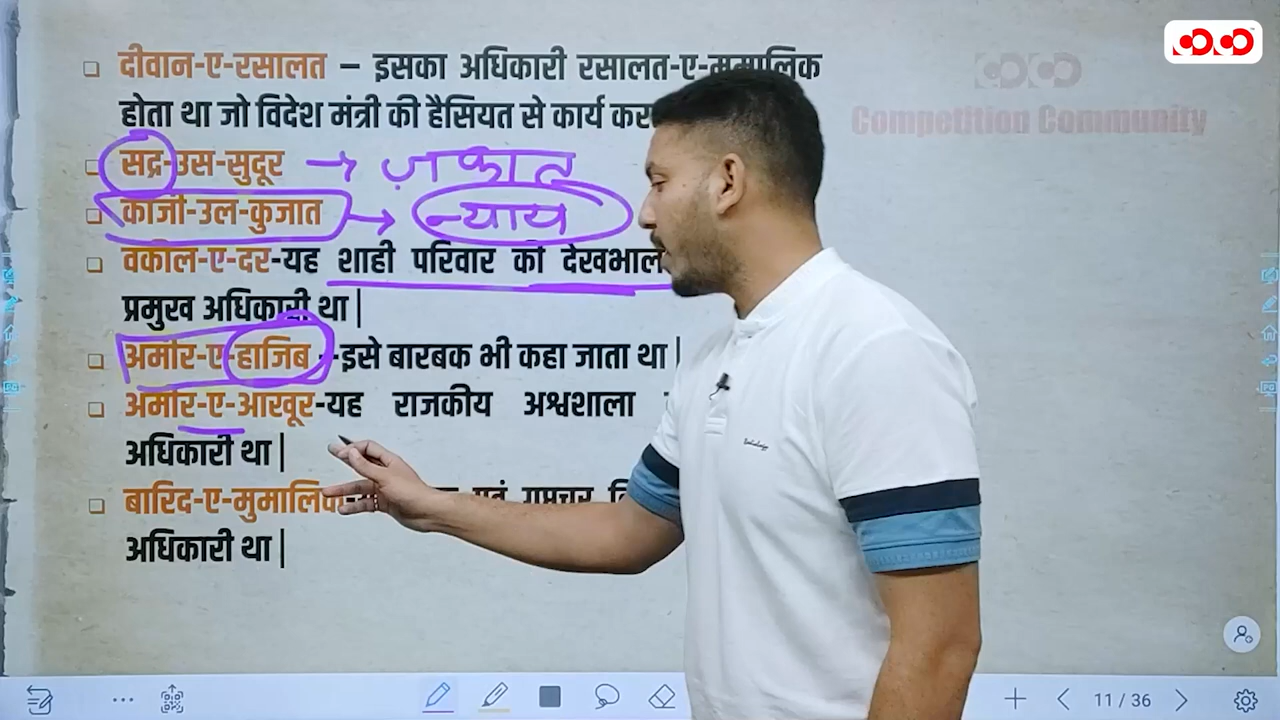 दीवान-ए-रसालत – इसका अधिकारी रसालत-ए-मुमालिक
होता था जो विदेश मंत्री की हैसियत से कार्य
सद्र-उस-सुदूर → ज़कात
काजी-उल-कुजात → न्याय
वकील-ए-दर-यह शाही परिवार की देखभाल
प्रमुख अधिकारी था|
अमीर-ए-हाजिब -इसे बारबक भी कहा जाता था|
अमीर-ए-आखूर-यह राजकीय अश्वशाला
अधिकारी था|
बारिद-ए-मुमालिक
अधिकारी था|
Competition Community
11 / 36